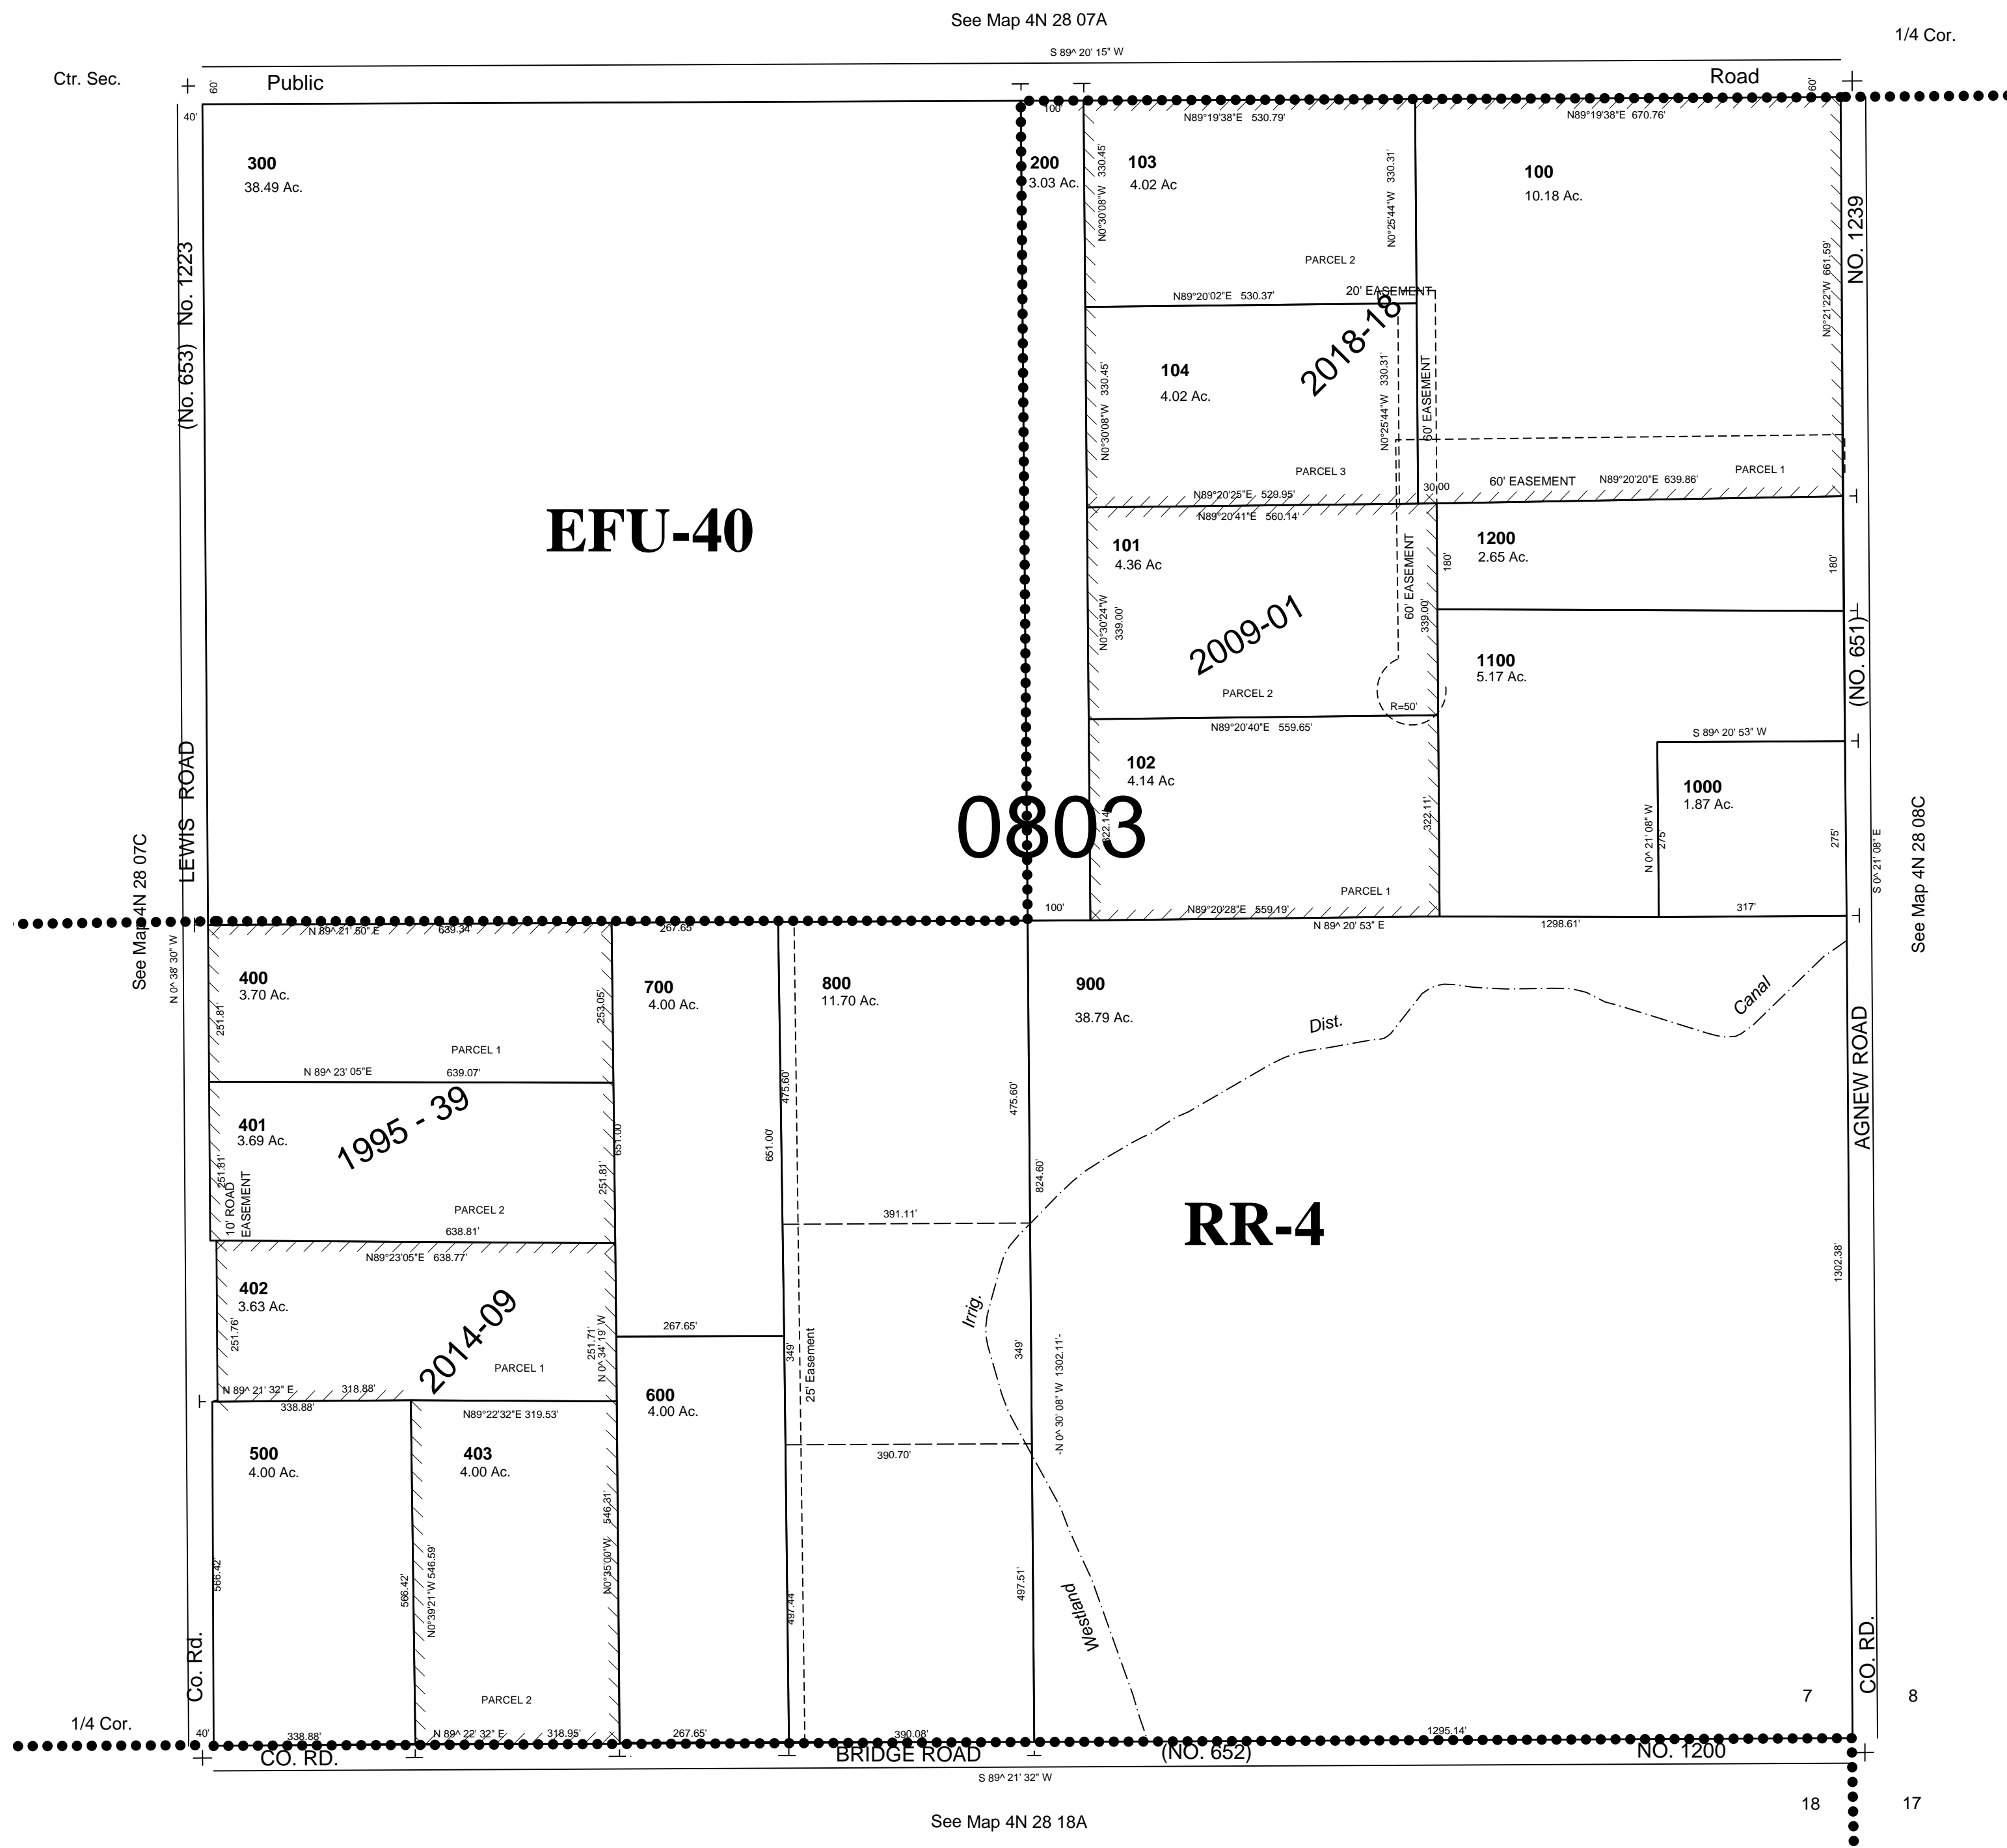 See Map 4N 28 07A
1/4 Cor.
S 89^ 20' 15" W
Ctr. Sec.
60'
Public
Road
60'
40'
100'
N89°19'38"E 530.79'
N89°19'38"E 670.76'
300
38.49 Ac.
200
3.03 Ac.
103
4.02 Ac
100
10.18 Ac.
N0°30'08"W 330.45'
N0°25'44"W 330.31'
NO. 1239
(No. 653) No. 1223
PARCEL 2
N0°21'22"W 661.59'
N89°20'02"E 530.37'
20' EASEMENT
2018-18
104
4.02 Ac.
N0°30'08"W 330.45'
N0°25'44"W 330.31'
60' EASEMENT
PARCEL 3
PARCEL 1
N89°20'25"E 529.95'
30.00
60' EASEMENT
N89°20'20"E 639.86'
N89°20'41"E 560.14'
EFU-40
101
4.36 Ac
1200
2.65 Ac.
60' EASEMENT
180'
180'
N0°30'24"W
339.00'
339.00'
2009-01
(NO. 651)
1100
5.17 Ac.
PARCEL 2
R=50'
N89°20'40"E 559.65'
S 89^ 20' 53" W
102
4.14 Ac
1000
1.87 Ac.
LEWIS ROAD
0803
322.14'
322.11'
N 0^ 21' 08" W
275'
275'
S 0^ 21' 08" E
See Map 4N 28 07C
See Map 4N 28 08C
PARCEL 1
100'
N89°20'28"E 559.19'
317'
N 89^ 20' 53" E
1298.61'
N 89^ 21' 50" E
639.34'
267.65'
N 0^ 38' 30" W
400
3.70 Ac.
700
4.00 Ac.
800
11.70 Ac.
900
38.79 Ac.
251.81'
253.05'
Dist.
Canal
PARCEL 1
N 89^ 23' 05"E
639.07'
475.60'
475.60'
AGNEW ROAD
1995 - 39
401
3.69 Ac.
651.00'
651.00'
251.81'
251.81'
824.60'
10' ROAD
EASEMENT
PARCEL 2
638.81'
391.11'
RR-4
N89°23'05"E 638.77'
402
3.63 Ac.
1302.38'
Irrig.
251.76'
2014-09
251.71'
N 0^ 34' 19" W
267.65'
349'
25' Easement
349'
-N 0^ 30' 08" W 1302.11'-
PARCEL 1
N 89^ 21' 32" E
318.88'
338.88'
N89°22'32"E 319.53'
600
4.00 Ac.
500
4.00 Ac.
403
4.00 Ac.
390.70'
566.42'
566.42'
N0°39'21"W 546.59'
N0°35'00"W 546.31'
497.44'
497.51'
Westland
Co. Rd.
CO. RD.
PARCEL 2
7
8
1/4 Cor.
40'
338.88'
N 89^ 22' 32" E
318.95'
267.65'
390.08'
1295.14'
CO. RD.
BRIDGE ROAD
(NO. 652)
NO. 1200
S 89^ 21' 32" W
18
17
See Map 4N 28 18A